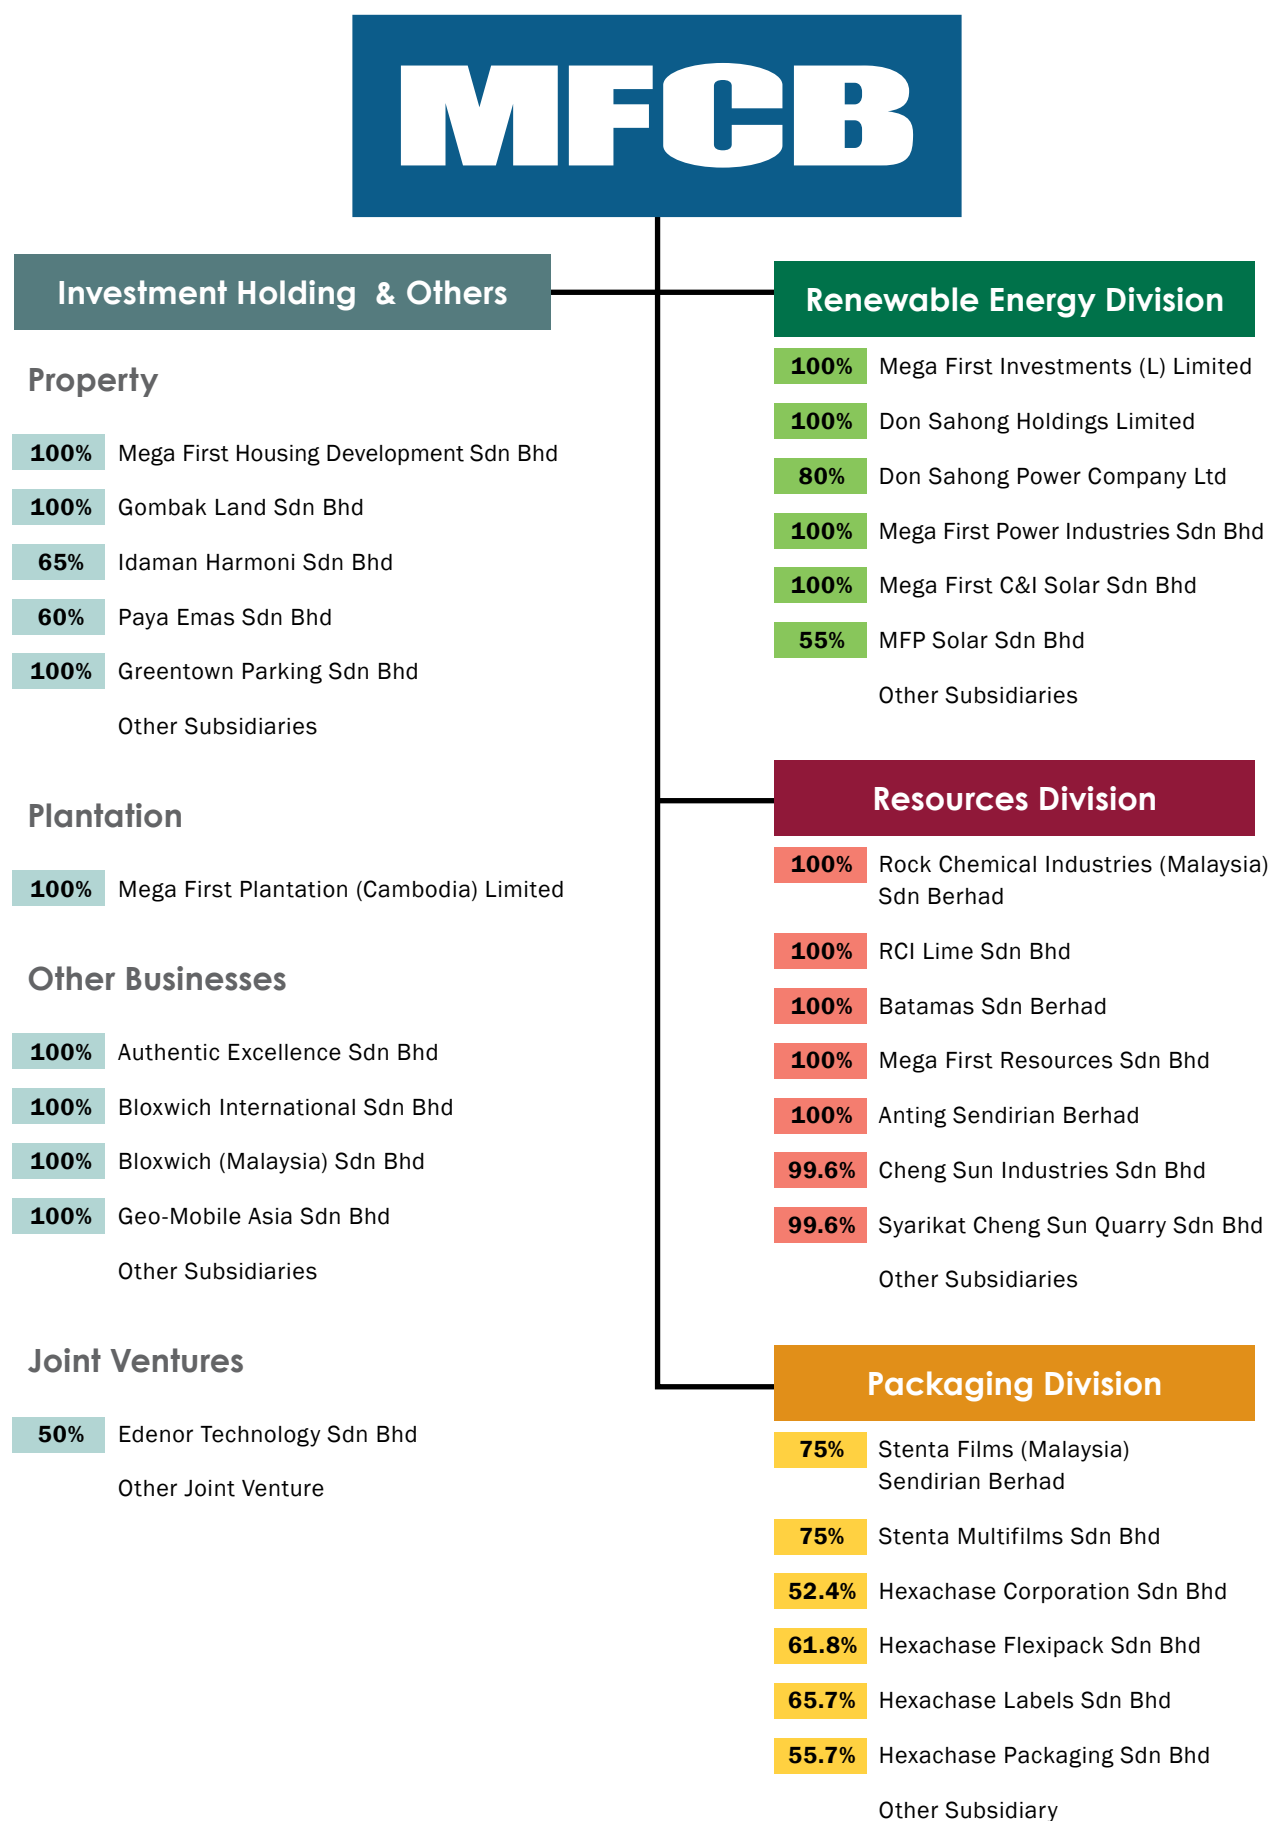 MFCB
Investment Holding & Others
Property
100% Mega First Housing Development Sdn Bhd
100% Gombak Land Sdn Bhd
65% Idaman Harmoni Sdn Bhd
60% Paya Emas Sdn Bhd
100% Greentown Parking Sdn Bhd
Other Subsidiaries
Plantation
100% Mega First Plantation (Cambodia) Limited
Other Businesses
100% Authentic Excellence Sdn Bhd
100% Bloxwich International Sdn Bhd
100% Bloxwich (Malaysia) Sdn Bhd
100% Geo-Mobile Asia Sdn Bhd
Other Subsidiaries
Joint Ventures
50% Edenor Technology Sdn Bhd
Other Joint Venture
Renewable Energy Division
100% Mega First Investments (L) Limited
100% Don Sahong Holdings Limited
80% Don Sahong Power Company Ltd
100% Mega First Power Industries Sdn Bhd
100% Mega First C&I Solar Sdn Bhd
55% MFP Solar Sdn Bhd
Other Subsidiaries
Resources Division
100% Rock Chemical Industries (Malaysia)
Sdn Berhad
100% RCI Lime Sdn Bhd
100% Batamas Sdn Berhad
100% Mega First Resources Sdn Bhd
100% Anting Sendirian Berhad
99.6% Cheng Sun Industries Sdn Bhd
99.6% Syarikat Cheng Sun Quarry Sdn Bhd
Other Subsidiaries
Packaging Division
75% Stenta Films (Malaysia)
Sendirian Berhad
75% Stenta Multifilms Sdn Bhd
52.4% Hexachase Corporation Sdn Bhd
61.8% Hexachase Flexipack Sdn Bhd
65.7% Hexachase Labels Sdn Bhd
55.7% Hexachase Packaging Sdn Bhd
Other Subsidiary